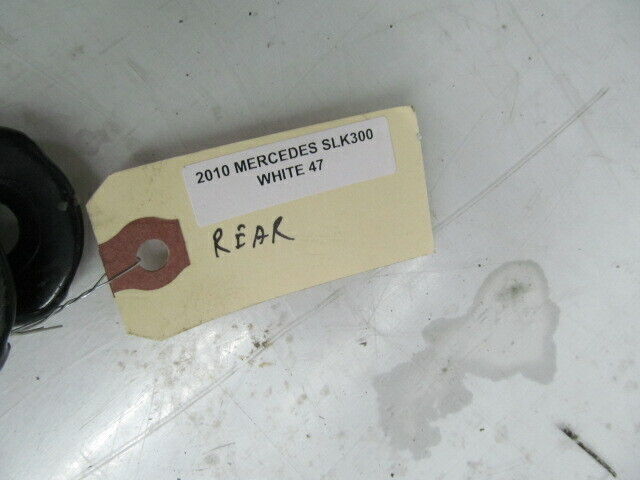 2010 MERCEDES SLK300
WHITE 47
REAR